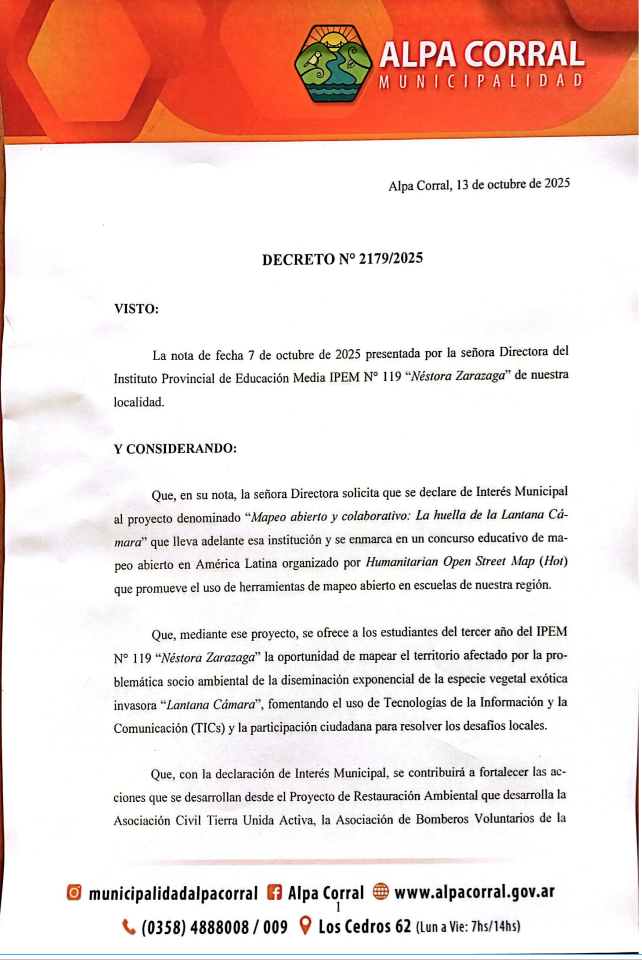 ALPA CORRAL
MUNICIPALIDAD
Alpa Corral, 13 de octubre de 2025
DECRETO N° 2179/2025
VISTO:
La nota de fecha 7 de octubre de 2025 presentada por la señora Directora del
Instituto Provincial de Educación Media IPEM N° 119 “Néstora Zarazaga” de nuestra
localidad.
Y CONSIDERANDO:
Que, en su nota, la señora Directora solicita que se declare de Interés Municipal
al proyecto denominado “Mapeo abierto y colaborativo: La huella de la Lantana Cá-
mara” que lleva adelante esa institución y se enmarca en un concurso educativo de ma-
peo abierto en América Latina organizado por Humanitarian Open Street Map (Hot)
que promueve el uso de herramientas de mapeo abierto en escuelas de nuestra región.
Que, mediante ese proyecto, se ofrece a los estudiantes del tercer año del IPEM
N° 119 “Néstora Zarazaga” la oportunidad de mapear el territorio afectado por la pro-
blemática socio ambiental de la diseminación exponencial de la especie vegetal exótica
invasora “Lantana Cámara”, fomentando el uso de Tecnologías de la Información y la
Comunicación (TICs) y la participación ciudadana para resolver los desafíos locales.
Que, con la declaración de Interés Municipal, se contribuirá a fortalecer las ac-
ciones que se desarrollan desde el Proyecto de Restauración Ambiental que desarrolla la
Asociación Civil Tierra Unida Activa, la Asociación de Bomberos Voluntarios de la
municipalidadalpacorral Alpa Corral www.alpacorral.gov.ar
1
(0358) 4888008 / 009 Los Cedros 62 (Lun a Vie: 7hs/14hs)